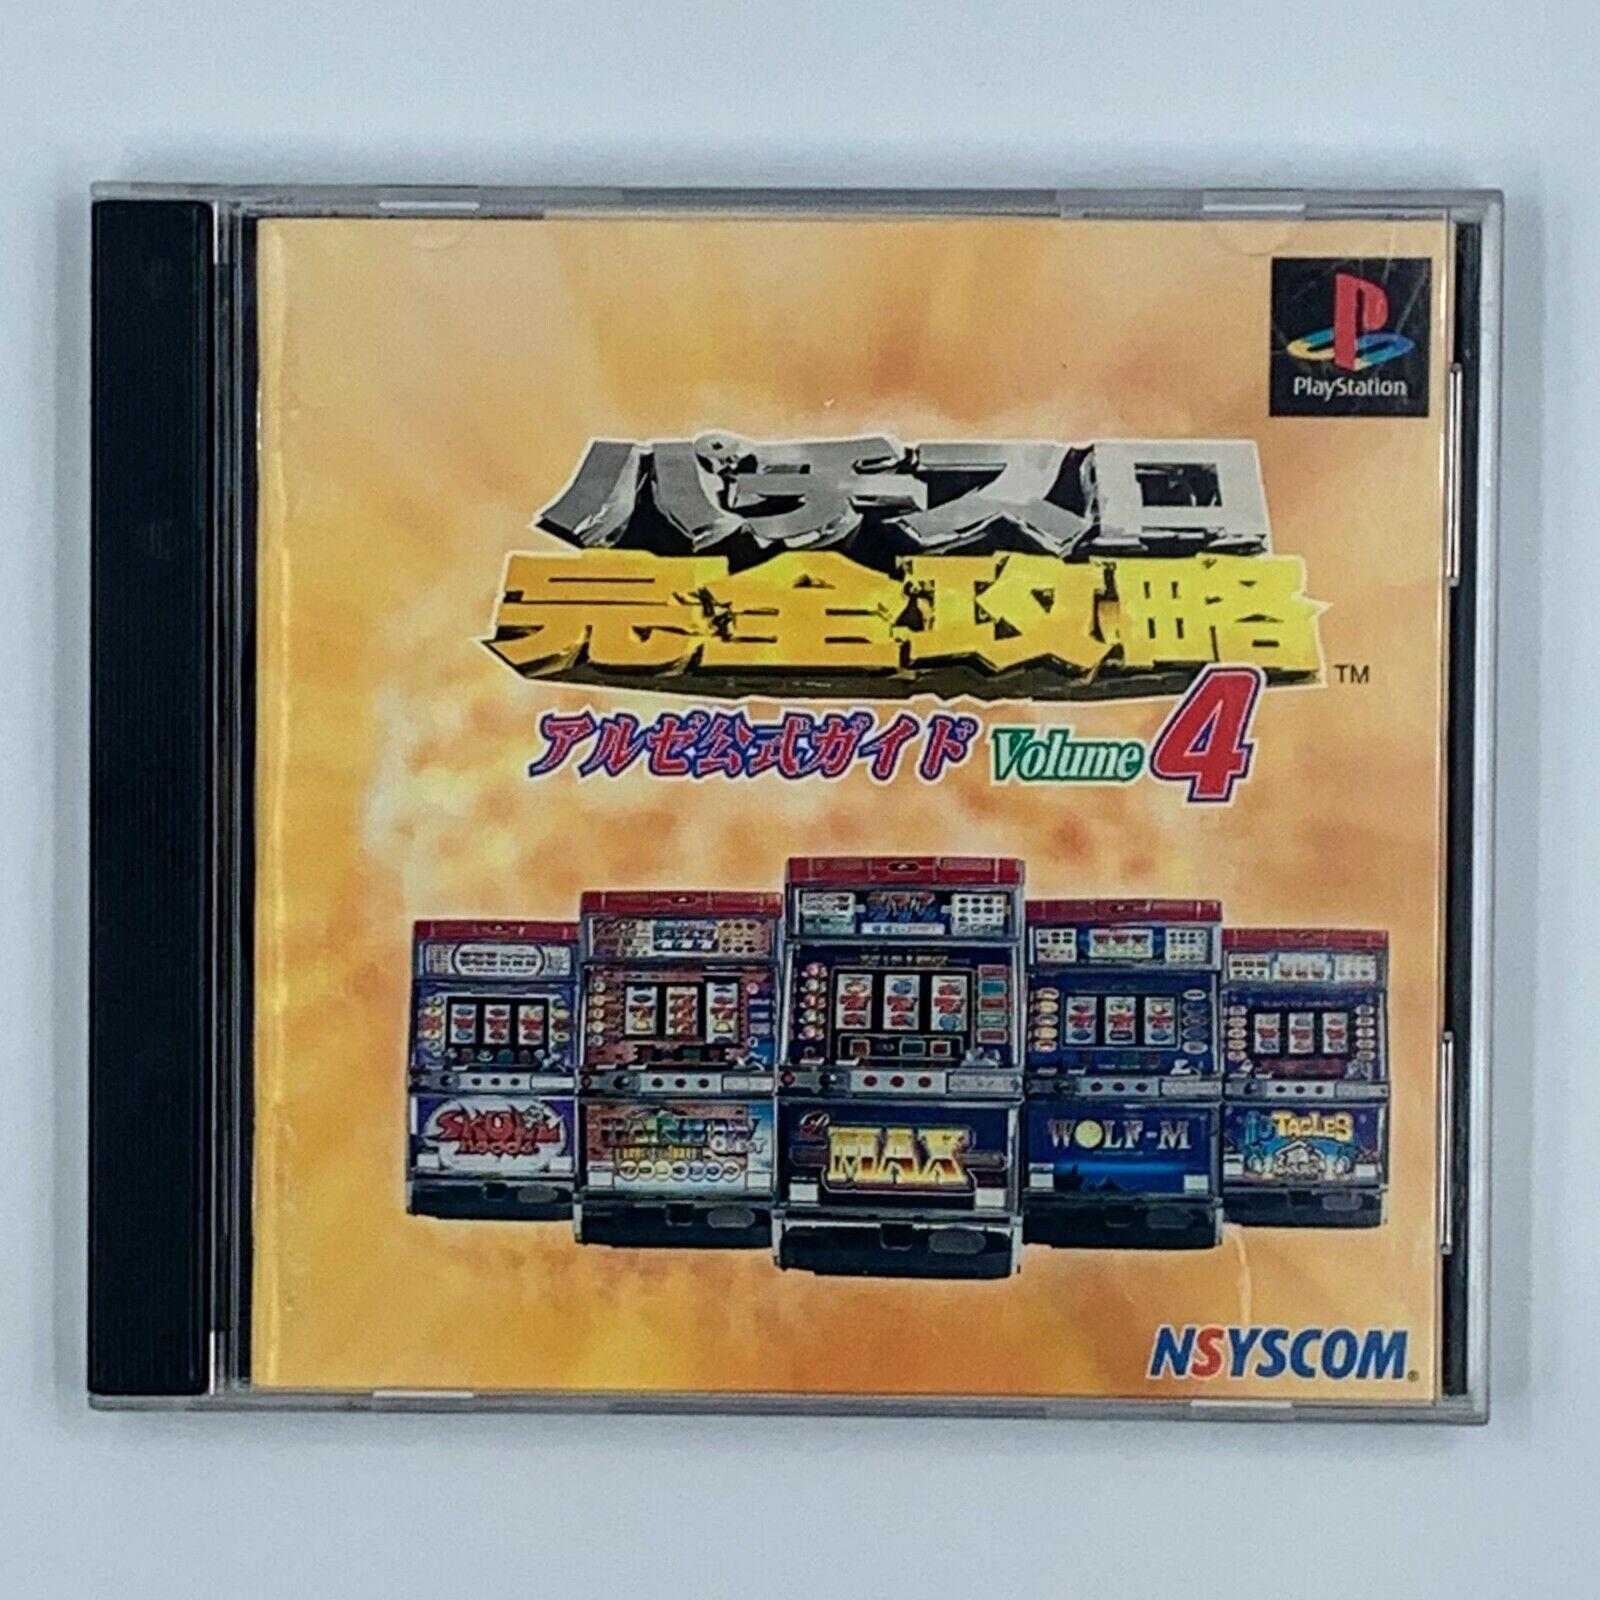 PlayStation
パチスロ
完全攻略
TM
アルゼ公式ガイド Volume 4
MAX
WOLF-M
TACLES
NSYSCOM®